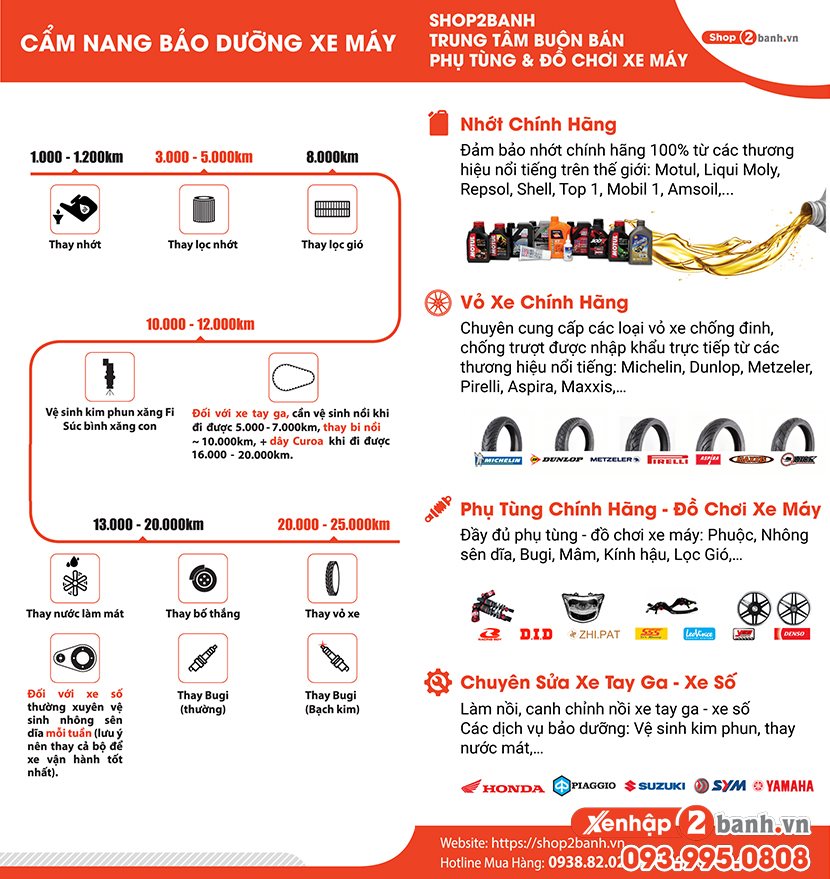 CẨM NANG BẢO DƯỠNG XE MÁY
SHOP2BANH
TRUNG TÂM BUÔN BÁN
PHỤ TÙNG & ĐỒ CHƠI XE MÁY
Shop 2 banh.vn
1.000 - 1.200km
3.000 - 5.000km
8.000km
Thay nhớt
Thay lọc nhớt
Thay lọc gió
10.000 - 12.000km
Vệ sinh kim phun xăng Fi
Súc bình xăng con
Đối với xe tay ga, cần vệ sinh nồi khi
đi được 5.000 - 7.000km, thay bi nồi
~ 10.000km, + dây Curoa khi đi được
16.000 - 20.000km.
13.000 - 20.000km
20.000 - 25.000km
Thay nước làm mát
Thay bố thắng
Thay vỏ xe
Đối với xe số
thường xuyên vệ
sinh nhông sên
dĩa mỗi tuần (lưu ý
nên thay cả bộ để
xe vận hành tốt
nhất).
Thay Bugi
(thường)
Thay Bugi
(Bạch kim)
Nhớt Chính Hãng
Đảm bảo nhớt chính hãng 100% từ các thương
hiệu nổi tiếng trên thế giới: Motul, Liqui Moly,
Repsol, Shell, Top 1, Mobil 1, Amsoil,...
MOTUL
Vỏ Xe Chính Hãng
Chuyên cung cấp các loại vỏ xe chống đinh,
chống trượt được nhập khẩu trực tiếp từ các
thương hiệu nổi tiếng: Michelin, Dunlop, Metzeler,
Pirelli, Aspira, Maxxis,...
MICHELIN DUNLOP METZELER PIRELLI ASPIRA MAXXIS
Phụ Tùng Chính Hãng - Đồ Chơi Xe Máy
Đầy đủ phụ tùng - đồ chơi xe máy: Phuộc, Nhông
sên dĩa, Bugi, Mâm, Kính hậu, Lọc Gió,...
RACING BOY D.I.D ZHI.PAT SSS LeoVince DENSO
Chuyên Sửa Xe Tay Ga - Xe Số
Làm nồi, canh chỉnh nồi xe tay ga - xe số
Các dịch vụ bảo dưỡng: Vệ sinh kim phun, thay
nước mát,...
HONDA PIAGGIO SUZUKI SYM YAMAHA
Xenhập 2 banh.vn
Website: https://shop2banh.vn
Hotline Mua Hàng: 0938.82.02
093.995.0808